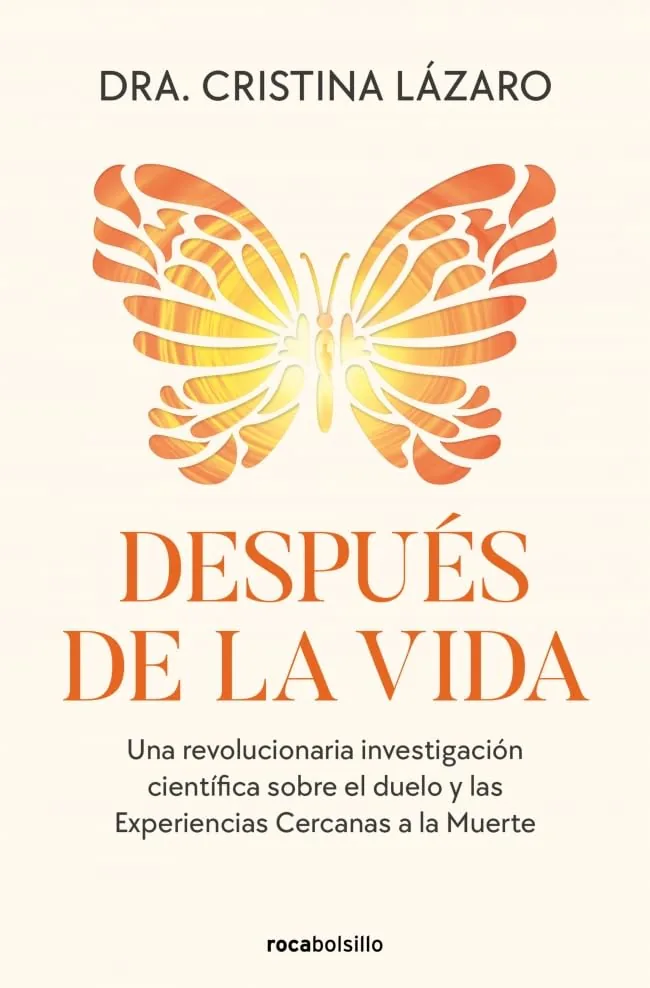 DRA. CRISTINA LÁZARO
DESPUÉS
DE LA VIDA
Una revolucionaria investigación
científica sobre el duelo y las
Experiencias Cercanas a la Muerte
rocabolsillo